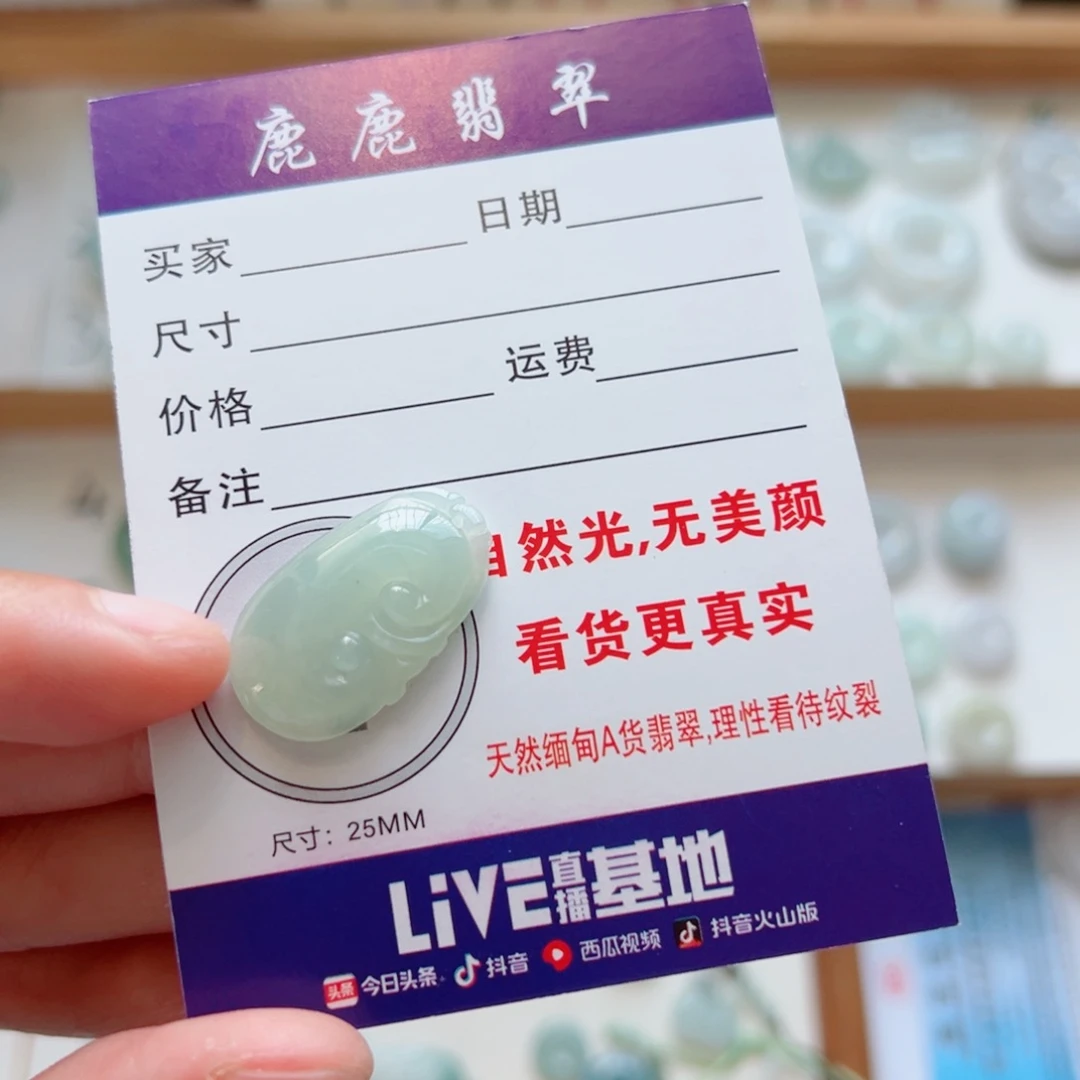 鹿鹿翡翠
买家 日期
尺寸
价格 运费
备注
自然光,无美颜
看货更真实
天然缅甸A货翡翠,理性看待纹裂
尺寸：25MM
LiVE直播基地
头条 今日头条 抖音 西瓜视频 抖音火山版